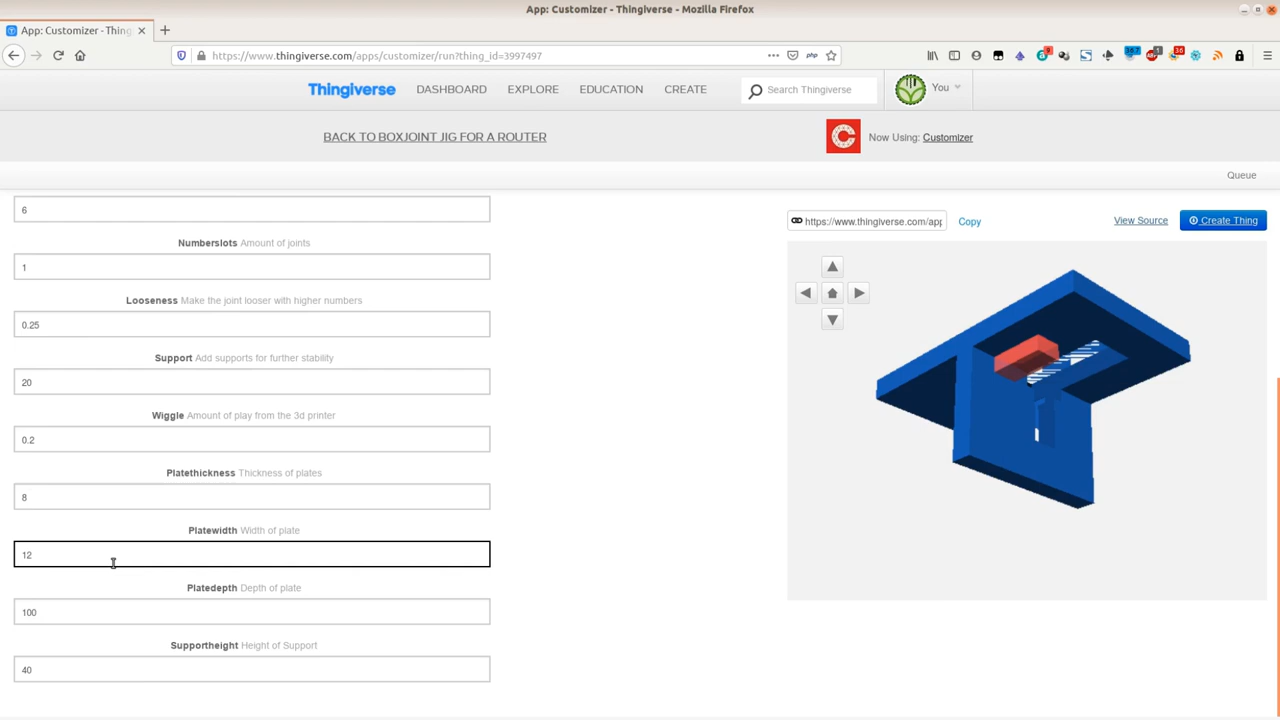 App: Customizer - Thingiverse - Mozilla Firefox
App: Customizer - Thing
https://www.thingiverse.com/apps/customizer/run?thing_id=3997497
php
Thingiverse
DASHBOARD
EXPLORE
EDUCATION
CREATE
Search Thingiverse
You
BACK TO BOXJOINT JIG FOR A ROUTER
Now Using: Customizer
Queue
6
Numberslots Amount of joints
1
Looseness Make the joint looser with higher numbers
0.25
Support Add supports for further stability
20
Wiggle Amount of play from the 3d printer
0.2
Platethickness Thickness of plates
8
Platewidth Width of plate
12
Platedepth Depth of plate
100
Supportheight Height of Support
40
https://www.thingiverse.com/app
Copy
View Source
Create Thing